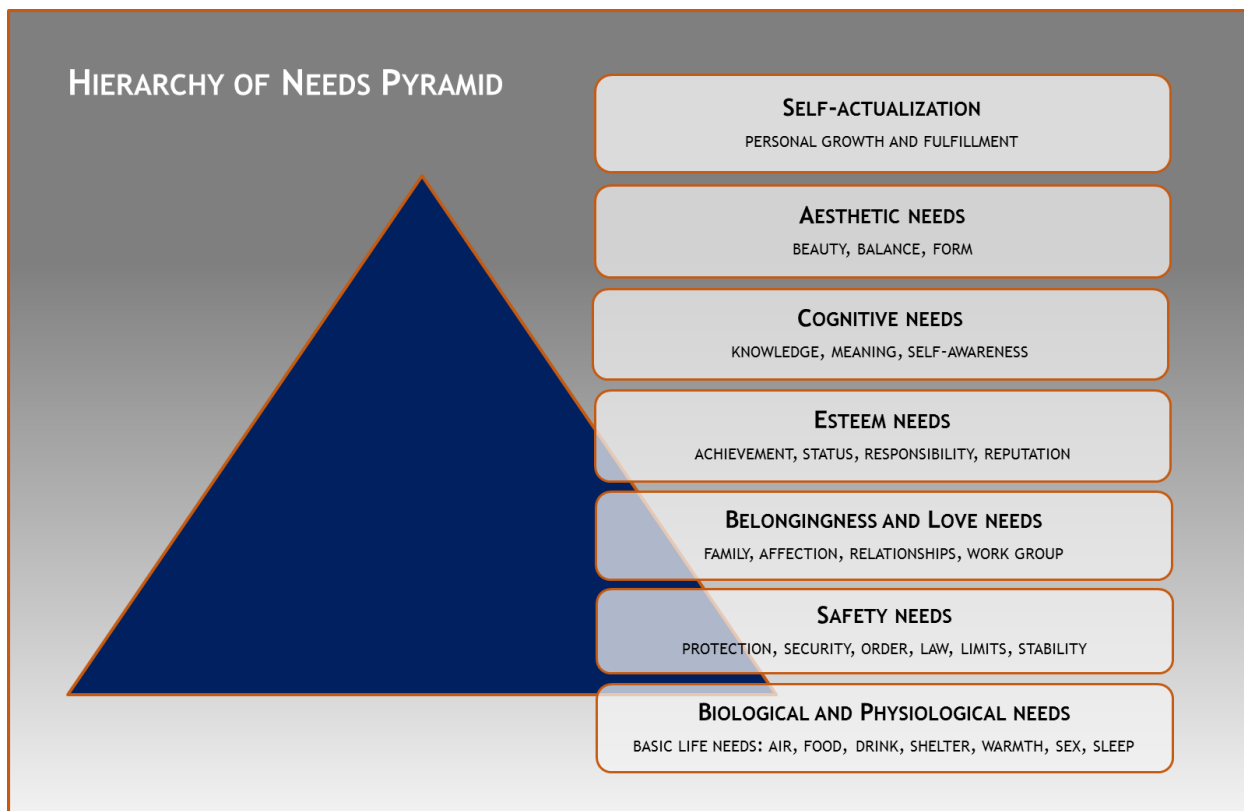 Hierarchy of Needs Pyramid
Self-actualization
personal growth and fulfillment
Aesthetic needs
beauty, balance, form
Cognitive needs
knowledge, meaning, self-awareness
Esteem needs
achievement, status, responsibility, reputation
Belongingness and Love needs
family, affection, relationships, work group
Safety needs
protection, security, order, law, limits, stability
Biological and Physiological needs
basic life needs: air, food, drink, shelter, warmth, sex, sleep